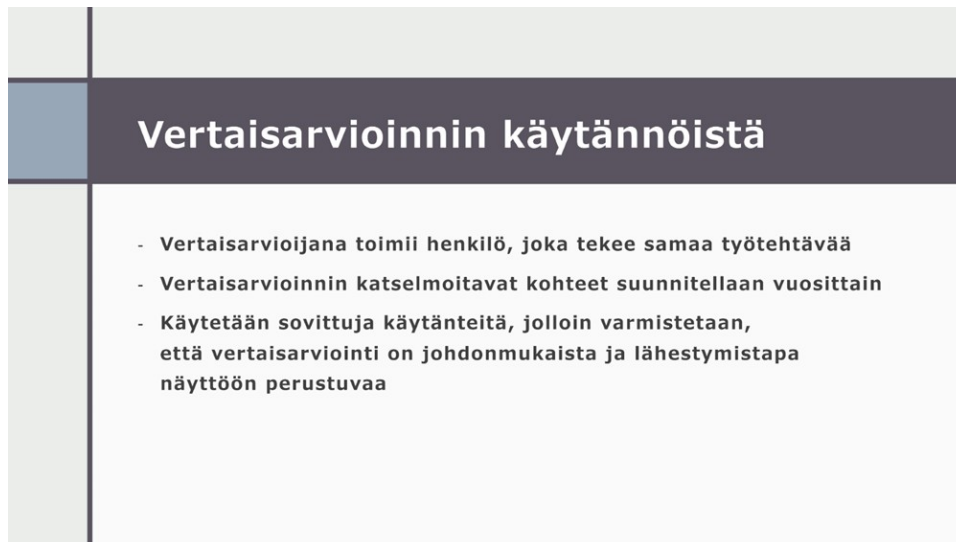 Vertaisarvioinnin käytännöistä
- Vertaisarvioijana toimii henkilö, joka tekee samaa työtehtävää
- Vertaisarvioinnin katselmoitavat kohteet suunnitellaan vuosittain
- Käytetään sovittuja käytänteitä, jolloin varmistetaan,
että vertaisarviointi on johdonmukaista ja lähestymistapa
näyttöön perustuvaa